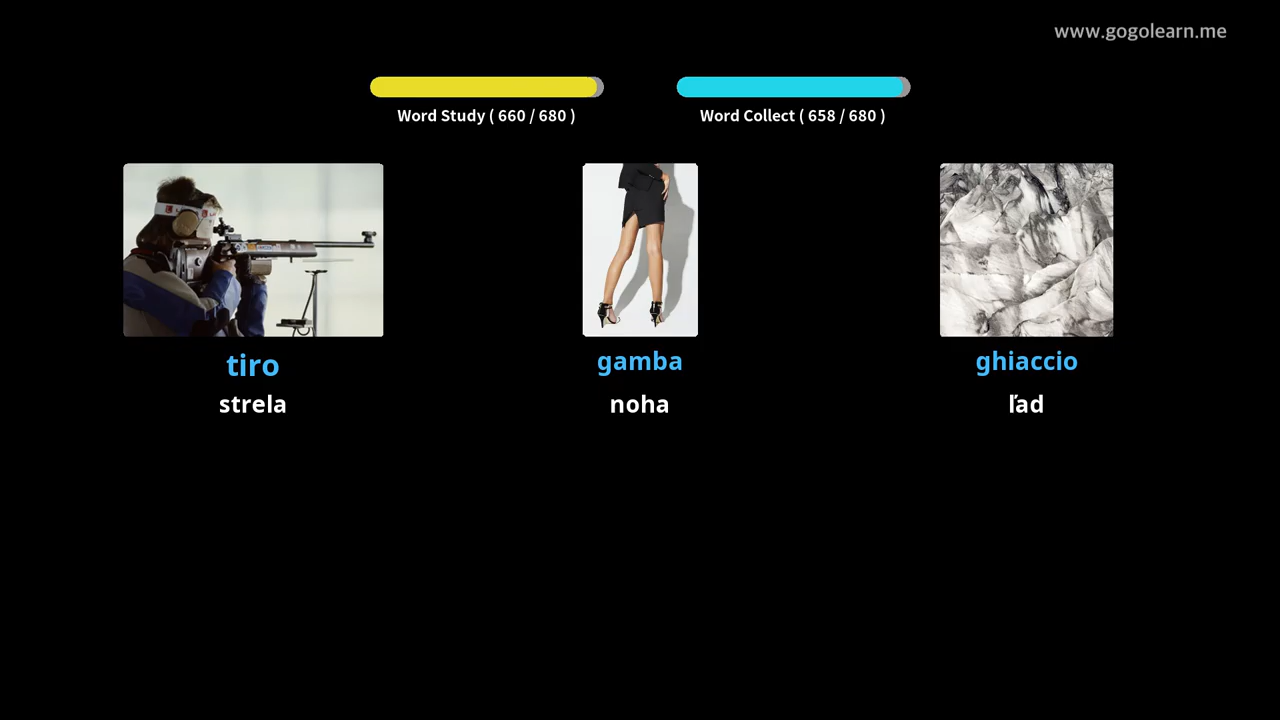 www.gogolearn.me
Word Study ( 660 / 680 )
Word Collect ( 658 / 680 )
tiro
gamba
ghiaccio
strela
noha
ľad